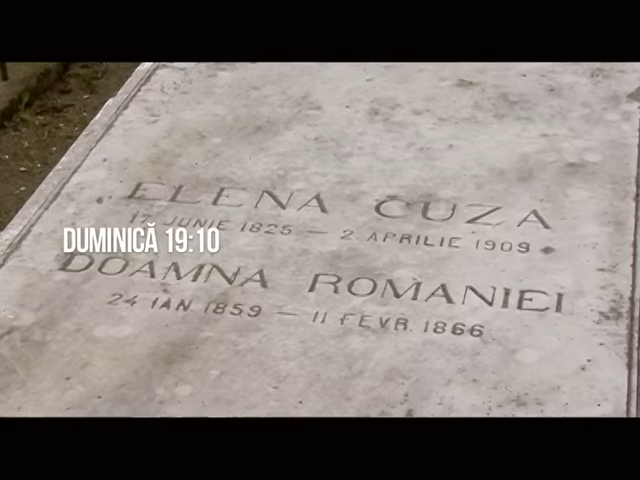 ELENA CUZA
17 JUNIE 1825 — 2 APRILIE 1909
DUMINICĂ 19:10
DOAMNA ROMANIEI
24 IAN. 1859 — 11 FEVR. 1866